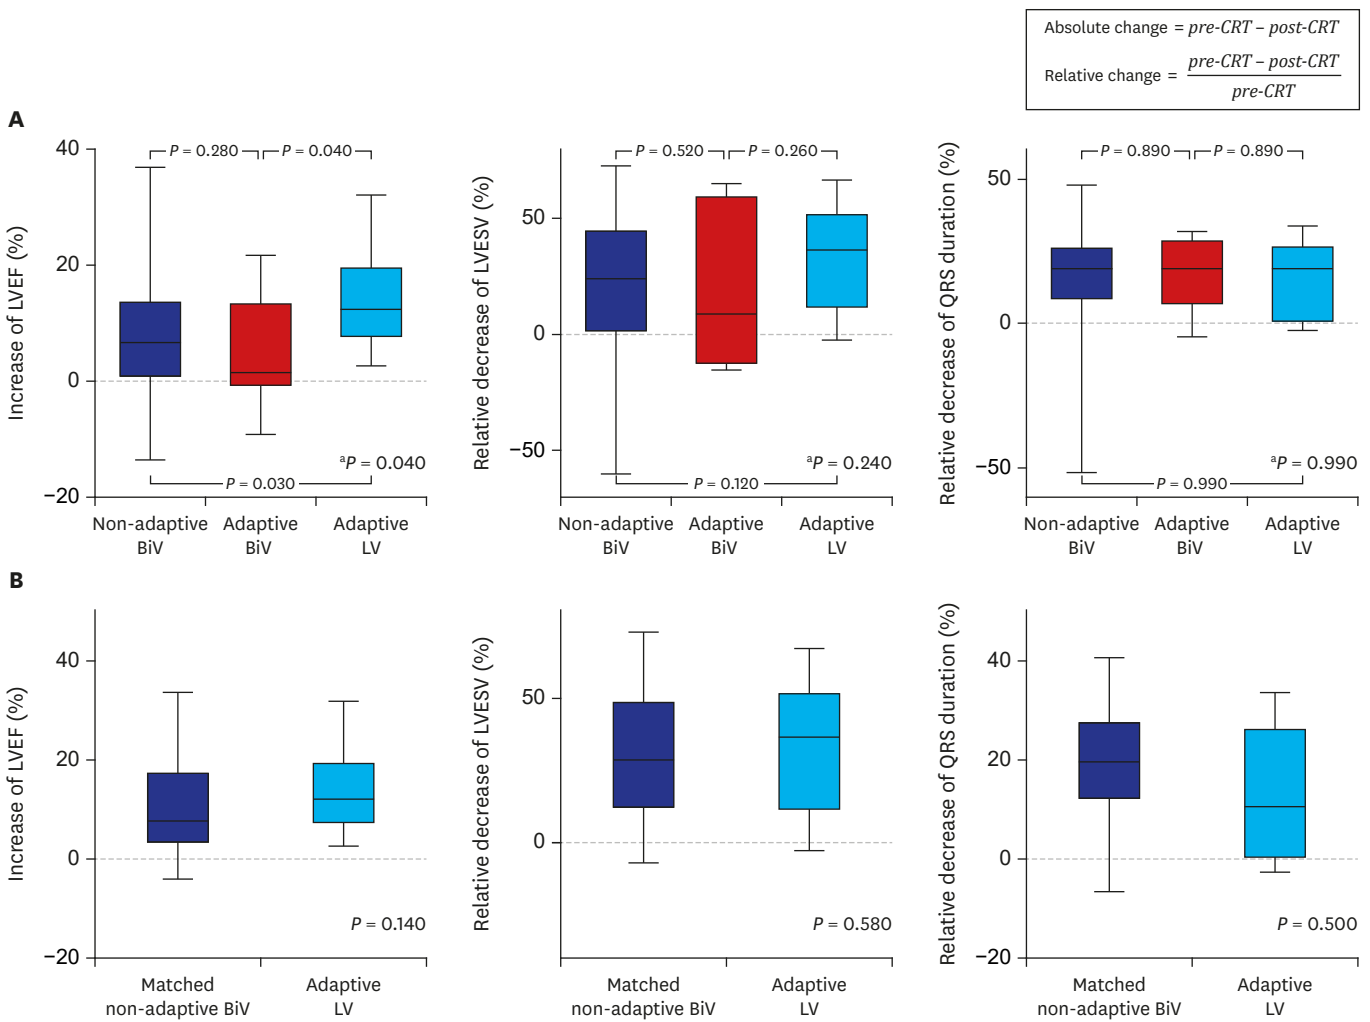 Absolute change = pre-CRT – post-CRT
Relative change = pre-CRT – post-CRT
pre-CRT
A
Increase of LVEF (%)
40
20
0
−20
P = 0.280
P = 0.040
aP = 0.040
P = 0.030
Non-adaptive BiV
Adaptive BiV
Adaptive LV
Relative decrease of LVESV (%)
50
0
−50
P = 0.520
P = 0.260
aP = 0.240
P = 0.120
Non-adaptive BiV
Adaptive BiV
Adaptive LV
Relative decrease of QRS duration (%)
50
0
−50
P = 0.890
P = 0.890
aP = 0.990
P = 0.990
Non-adaptive BiV
Adaptive BiV
Adaptive LV
B
Increase of LVEF (%)
40
20
0
−20
P = 0.140
Matched non-adaptive BiV
Adaptive LV
Relative decrease of LVESV (%)
50
0
P = 0.580
Matched non-adaptive BiV
Adaptive LV
Relative decrease of QRS duration (%)
40
20
0
−20
P = 0.500
Matched non-adaptive BiV
Adaptive LV